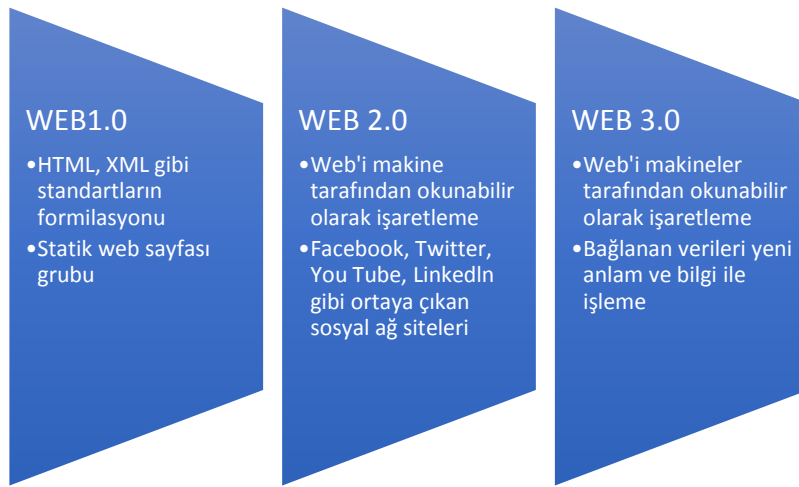 WEB1.0
•HTML, XML gibi
standartların
formilasyonu
•Statik web sayfası
grubu
WEB 2.0
•Web'i makine
tarafından okunabilir
olarak işaretleme
•Facebook, Twitter,
You Tube, LinkedIn
gibi ortaya çıkan
sosyal ağ siteleri
WEB 3.0
•Web'i makineler
tarafından okunabilir
olarak işaretleme
•Bağlanan verileri yeni
anlam ve bilgi ile
işleme